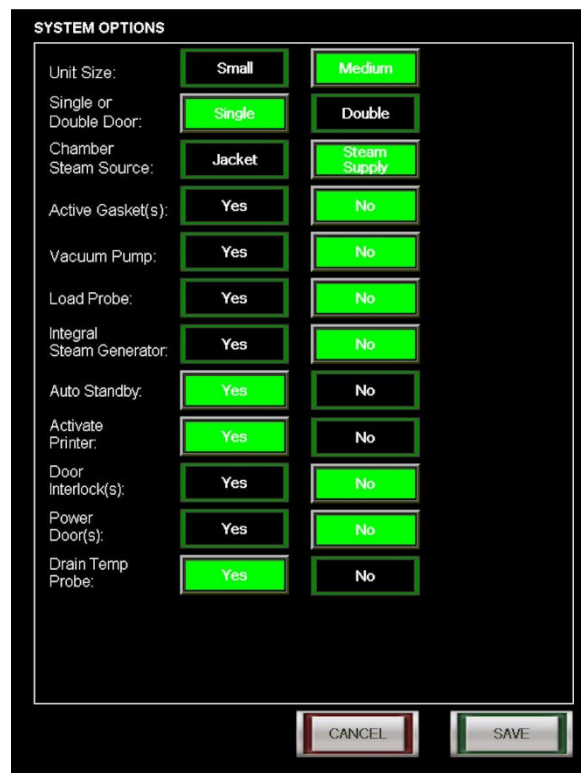 SYSTEM OPTIONS
Unit Size: Small Medium
Single or
Double Door: Single Double
Chamber
Steam Source: Jacket Steam
Supply
Active Gasket(s): Yes No
Vacuum Pump: Yes No
Load Probe: Yes No
Integral
Steam Generator: Yes No
Auto Standby: Yes No
Activate
Printer: Yes No
Door
Interlock(s): Yes No
Power
Door(s): Yes No
Drain Temp
Probe: Yes No
CANCEL SAVE